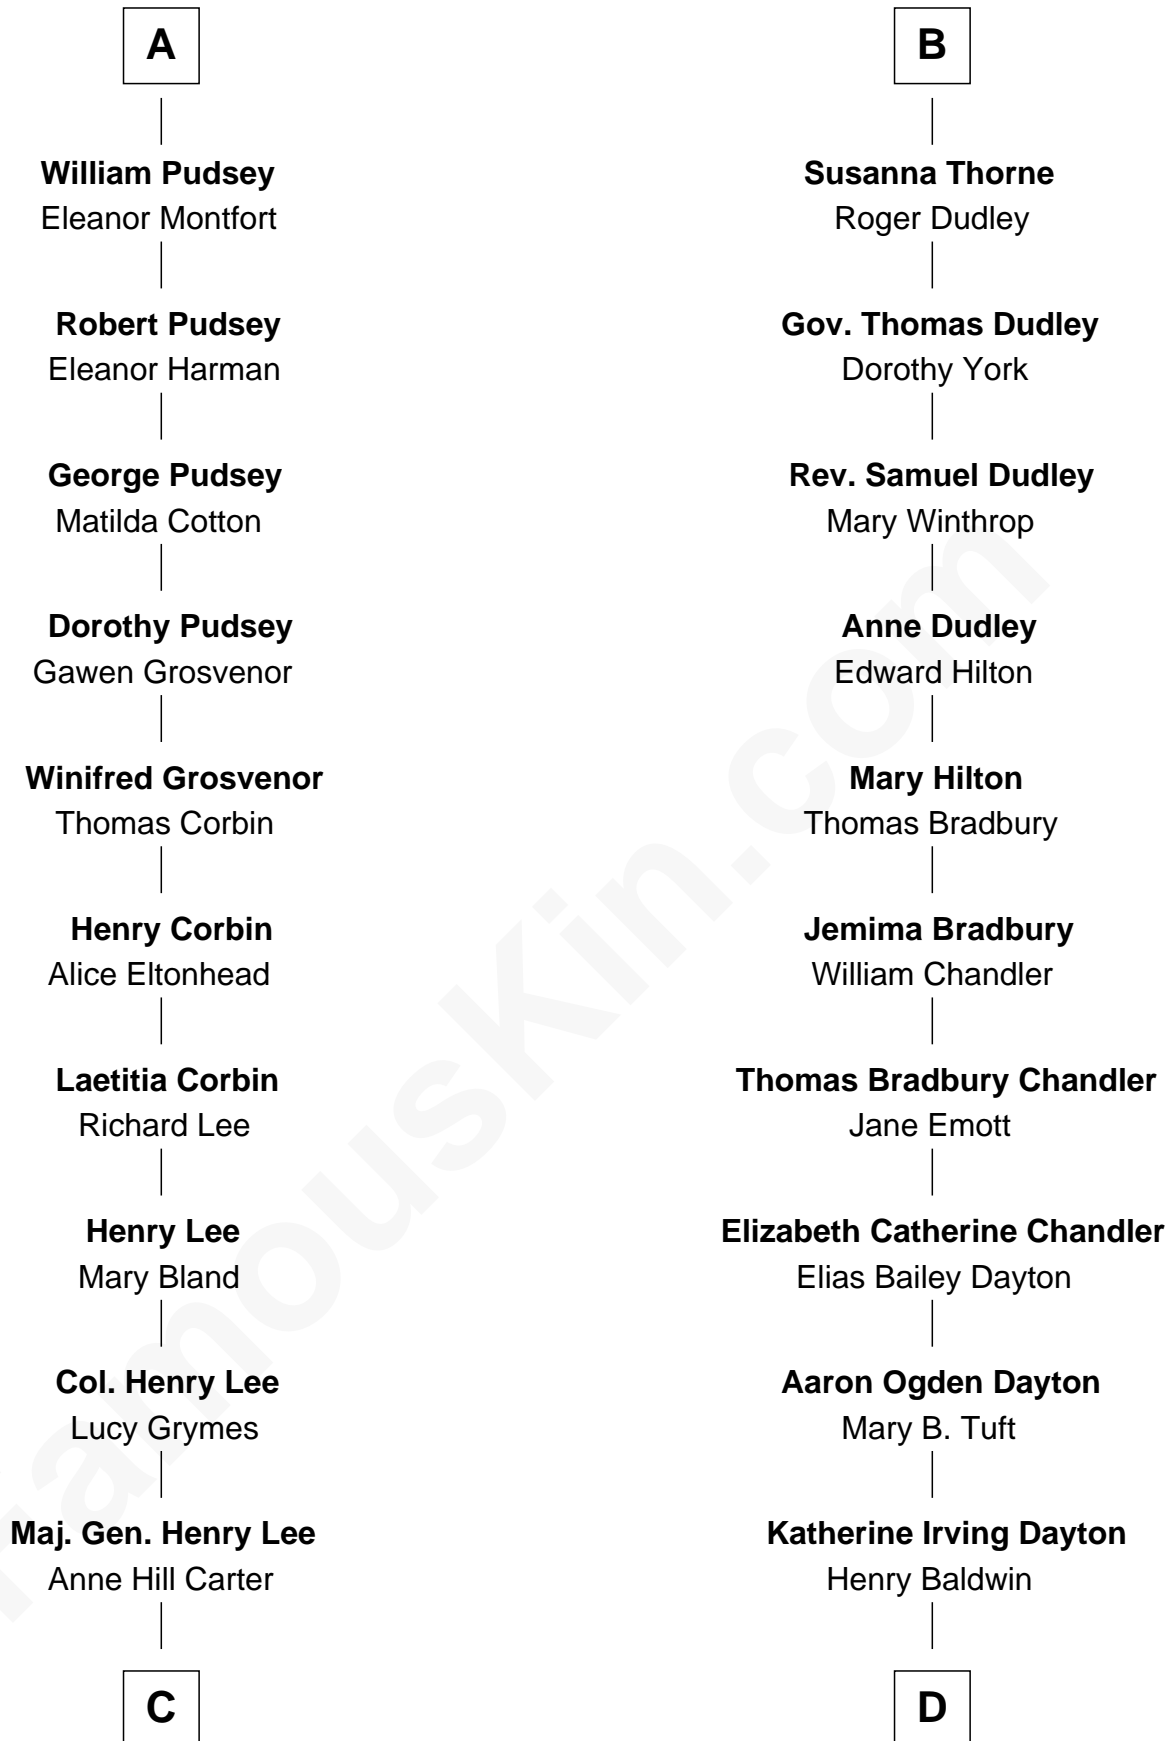 A
William Pudsey
Eleanor Montfort
Robert Pudsey
Eleanor Harman
George Pudsey
Matilda Cotton
Dorothy Pudsey
Gawen Grosvenor
Winifred Grosvenor
Thomas Corbin
Henry Corbin
Alice Eltonhead
Laetitia Corbin
Richard Lee
Henry Lee
Mary Bland
Col. Henry Lee
Lucy Grymes
Maj. Gen. Henry Lee
Anne Hill Carter
C
B
Susanna Thorne
Roger Dudley
Gov. Thomas Dudley
Dorothy York
Rev. Samuel Dudley
Mary Winthrop
Anne Dudley
Edward Hilton
Mary Hilton
Thomas Bradbury
Jemima Bradbury
William Chandler
Thomas Bradbury Chandler
Jane Emott
Elizabeth Catherine Chandler
Elias Bailey Dayton
Aaron Ogden Dayton
Mary B. Tuft
Katherine Irving Dayton
Henry Baldwin
D
FamousKin.com